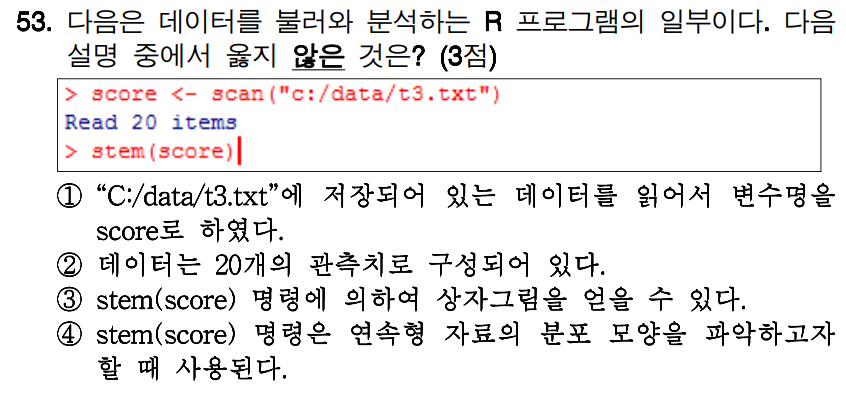 53. 다음은 데이터를 불러와 분석하는 R 프로그램의 일부이다. 다음
설명 중에서 옳지 않은 것은? (3점)
> score <- scan("c:/data/t3.txt")
Read 20 items
> stem(score)
① “C:/data/t3.txt”에 저장되어 있는 데이터를 읽어서 변수명을
score로 하였다.
② 데이터는 20개의 관측치로 구성되어 있다.
③ stem(score) 명령에 의하여 상자그림을 얻을 수 있다.
④ stem(score) 명령은 연속형 자료의 분포 모양을 파악하고자
할 때 사용된다.